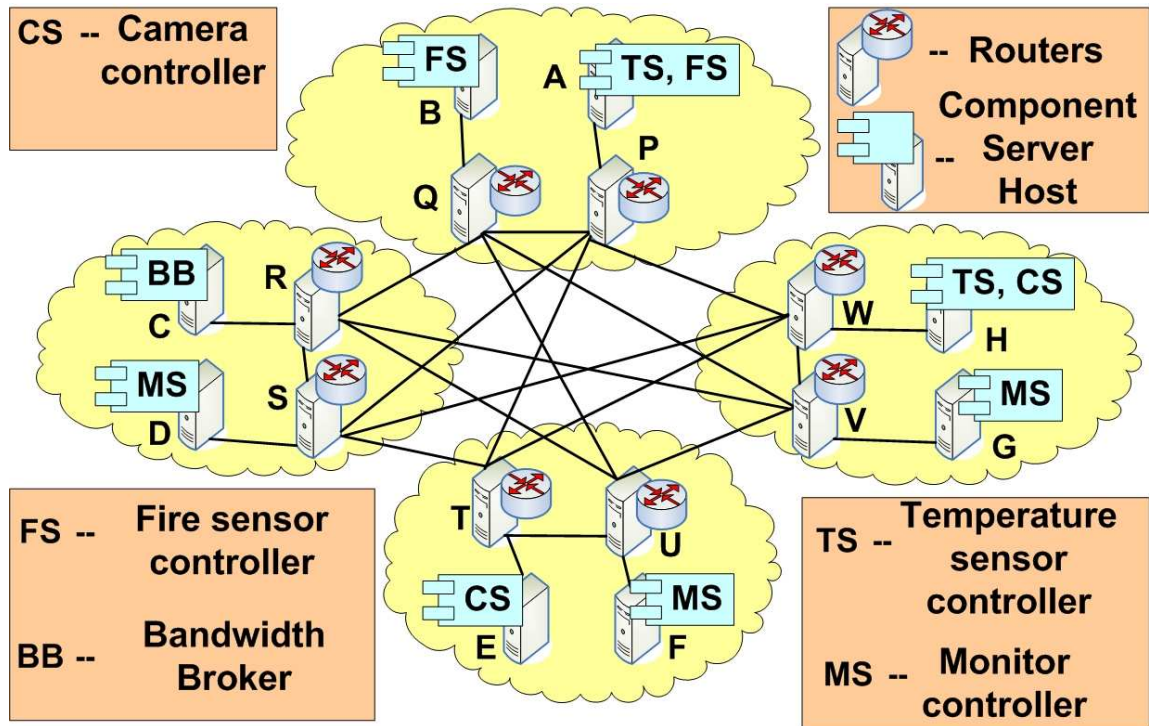 CS -- Camera
controller
FS
B
A
TS, FS
Q
P
-- Routers
Component
-- Server
Host
BB
R
C
MS
S
D
W
TS, CS
H
V
MS
G
T
U
CS
E
MS
F
FS -- Fire sensor
controller
BB -- Bandwidth
Broker
TS -- Temperature
sensor
controller
MS -- Monitor
controller